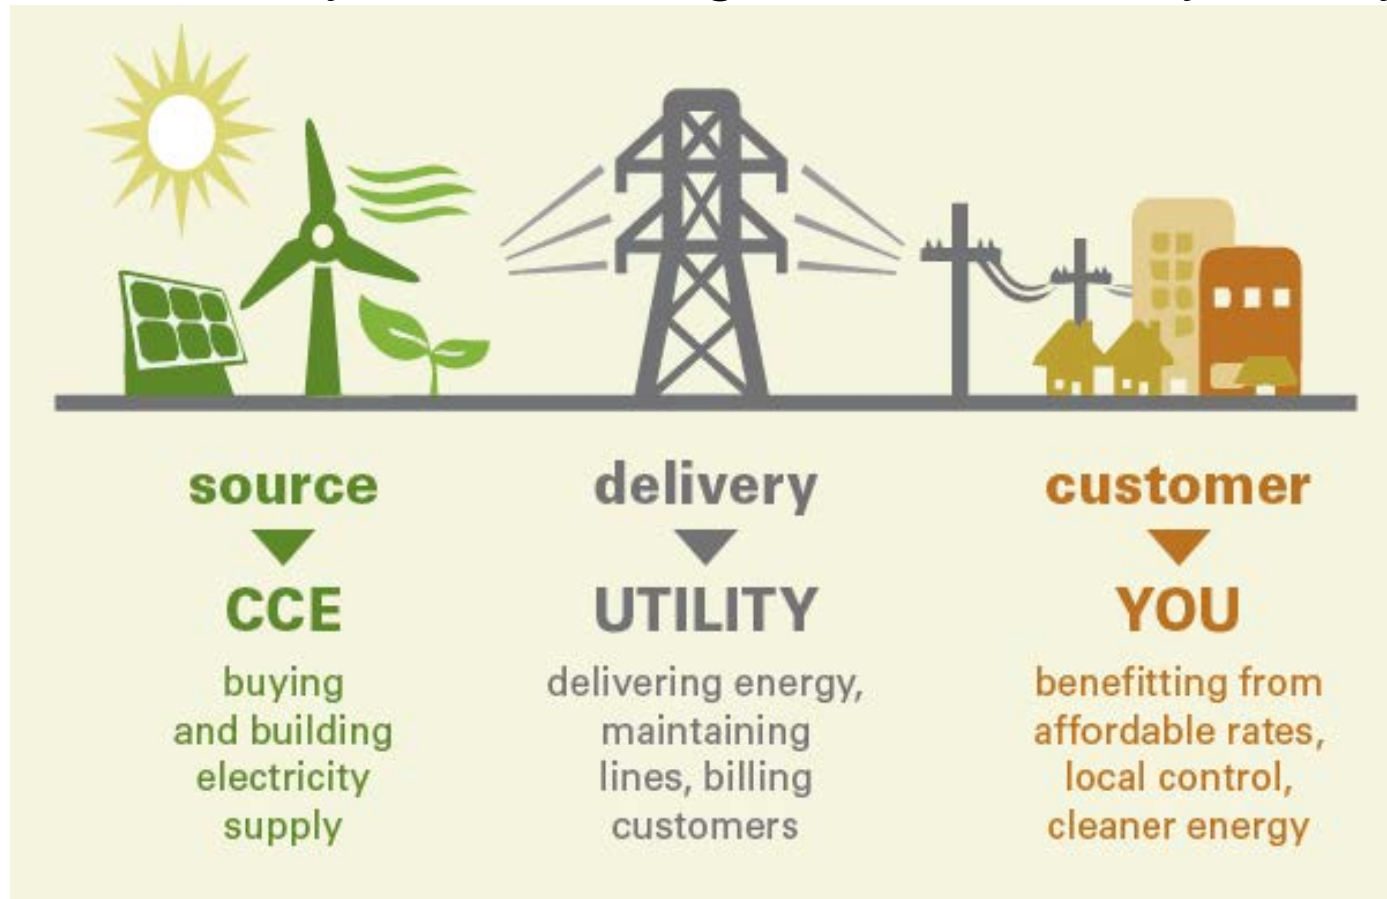 source
CCE
buying
and building
electricity
supply
delivery
UTILITY
delivering energy,
maintaining
lines, billing
customers
customer
YOU
benefitting from
affordable rates,
local control,
cleaner energy